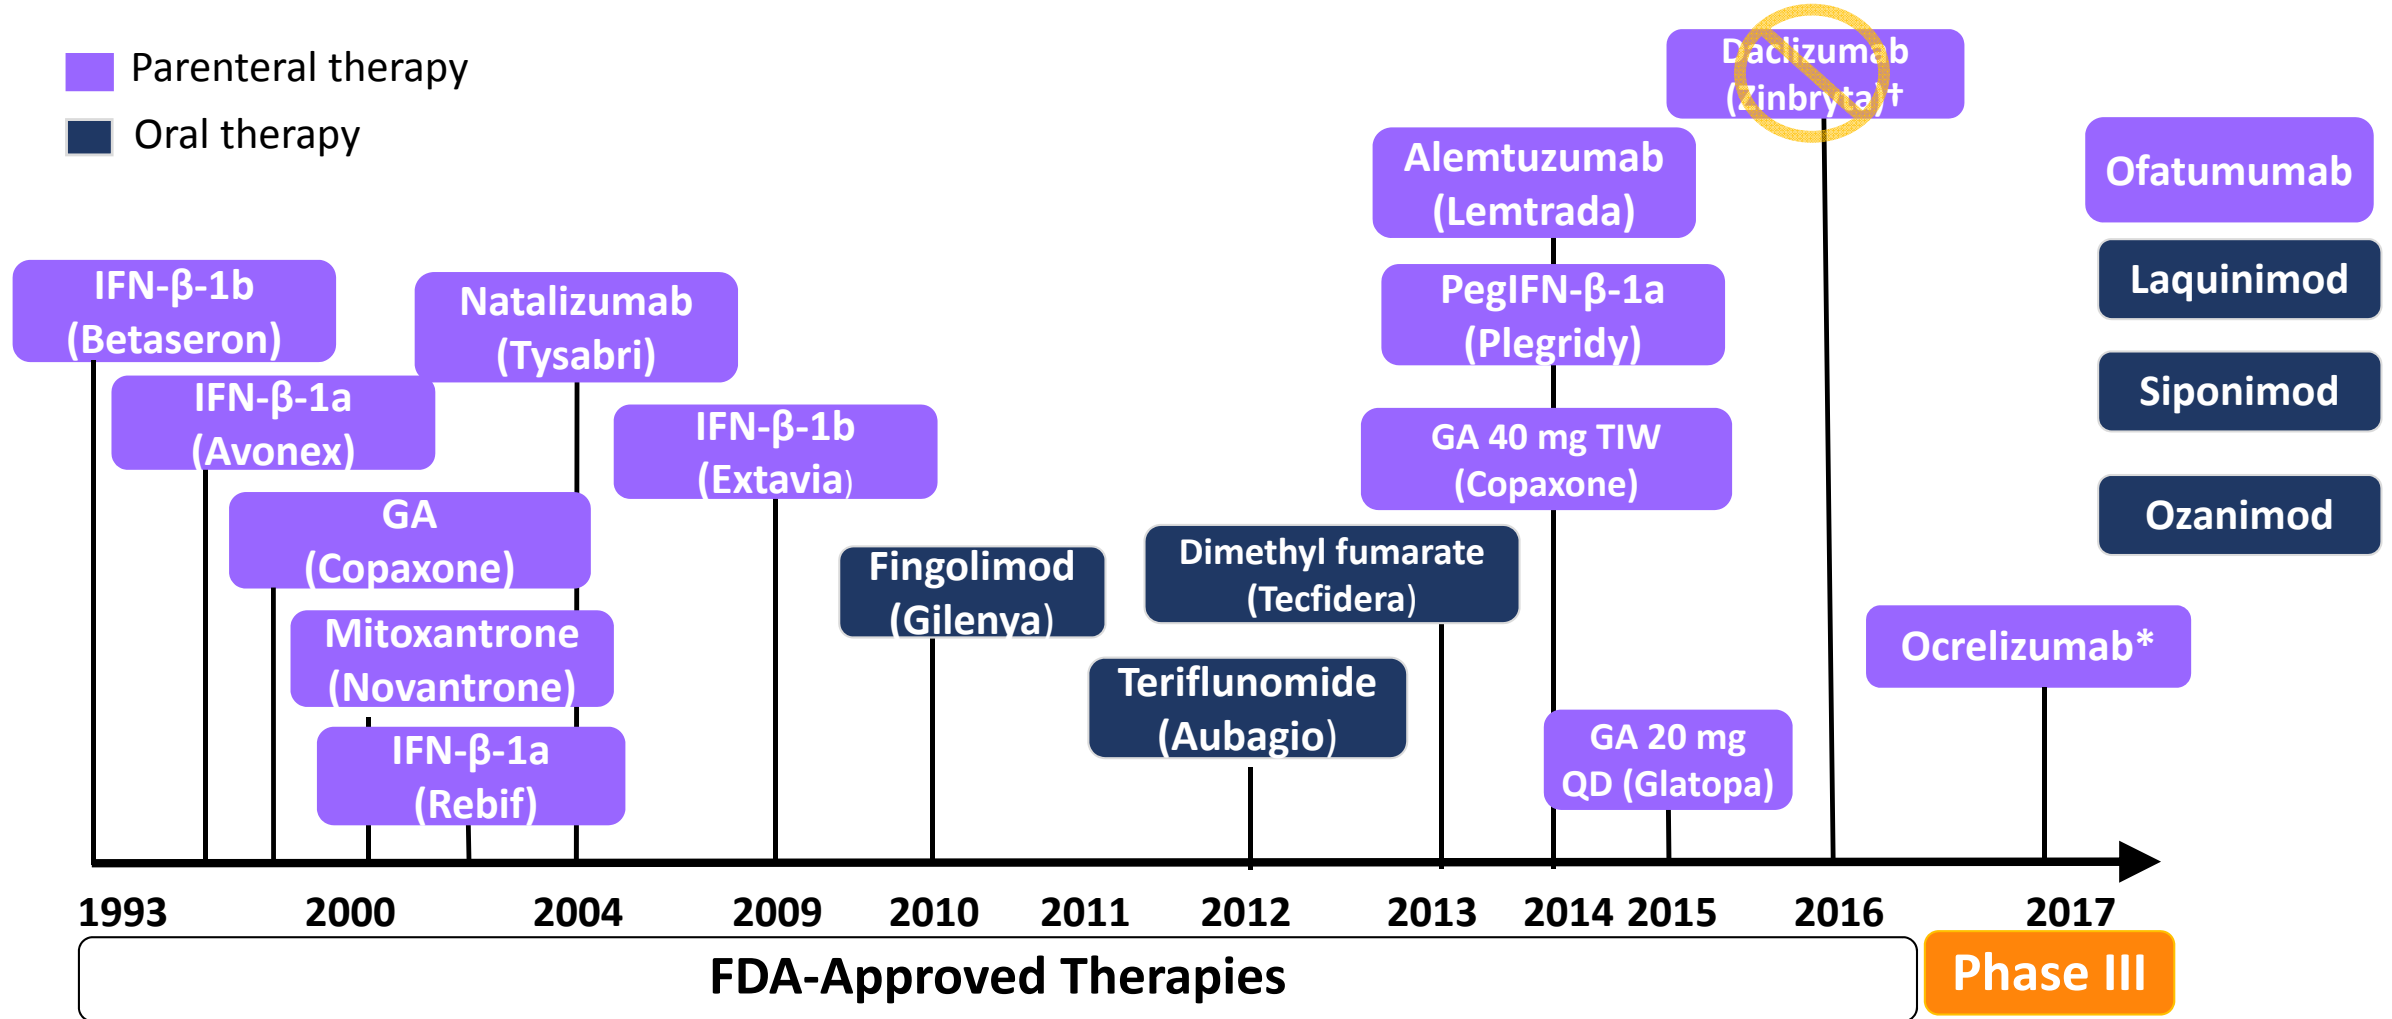 Parenteral therapy
Oral therapy
Daclizumab
(Zinbryta)†
Alemtuzumab
(Lemtrada)
Ofatumumab
IFN-β-1b
(Betaseron)
Natalizumab
(Tysabri)
PegIFN-β-1a
(Plegridy)
Laquinimod
IFN-β-1a
(Avonex)
IFN-β-1b
(Extavia)
GA 40 mg TIW
(Copaxone)
Siponimod
GA
(Copaxone)
Fingolimod
(Gilenya)
Dimethyl fumarate
(Tecfidera)
Ozanimod
Mitoxantrone
(Novantrone)
Teriflunomide
(Aubagio)
Ocrelizumab*
IFN-β-1a
(Rebif)
GA 20 mg
QD (Glatopa)
1993 2000 2004 2009 2010 2011 2012 2013 2014 2015 2016 2017
FDA-Approved Therapies
Phase III